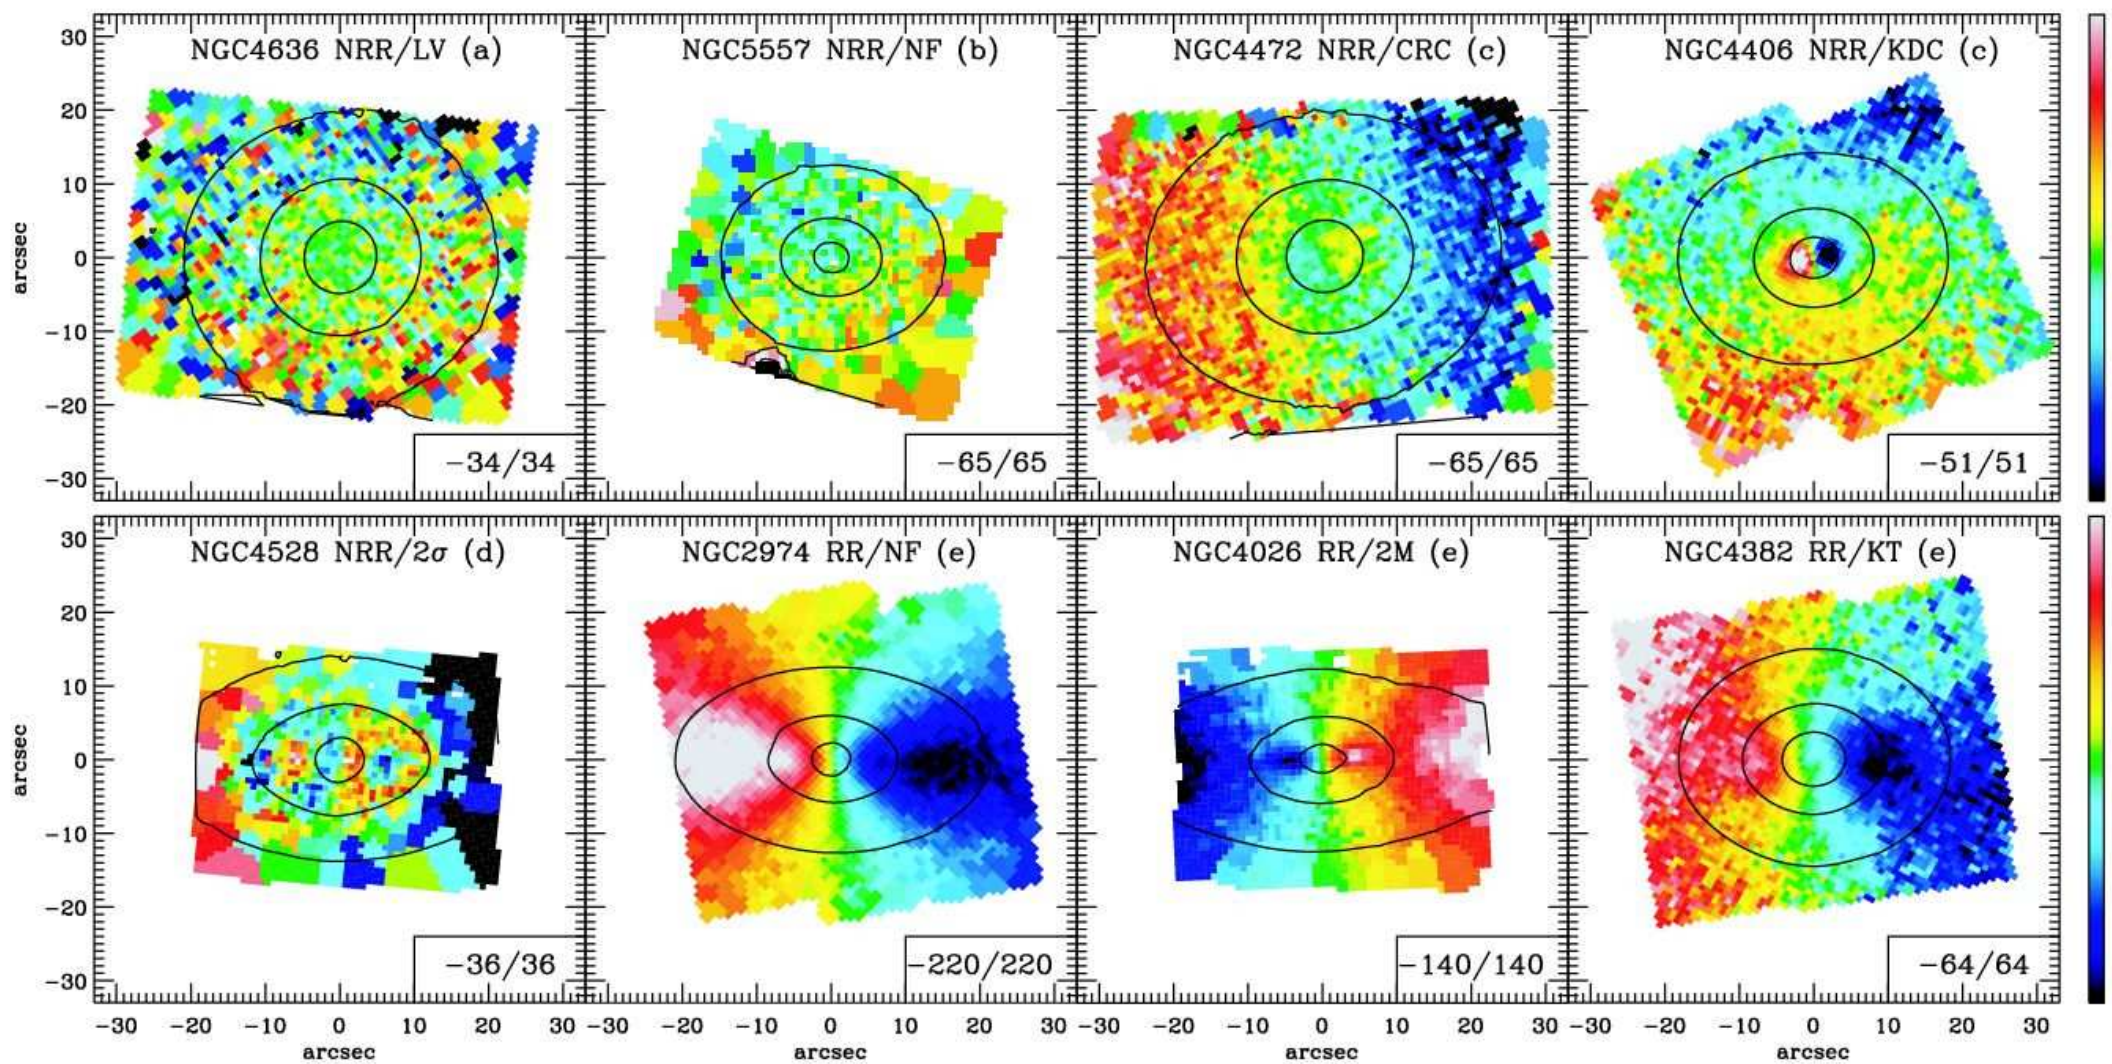 NGC4636 NRR/LV (a)
NGC5557 NRR/NF (b)
NGC4472 NRR/CRC (c)
NGC4406 NRR/KDC (c)
30
20
10
0
−10
−20
−30
arcsec
−34/34
−65/65
−65/65
−51/51
NGC4528 NRR/2σ (d)
NGC2974 RR/NF (e)
NGC4026 RR/2M (e)
NGC4382 RR/KT (e)
30
20
10
0
−10
−20
−30
arcsec
−36/36
−220/220
−140/140
−64/64
−30 −20 −10 0 10 20 30 −30 −20 −10 0 10 20 30 −30 −20 −10 0 10 20 30 −30 −20 −10 0 10 20 30
arcsec arcsec arcsec arcsec